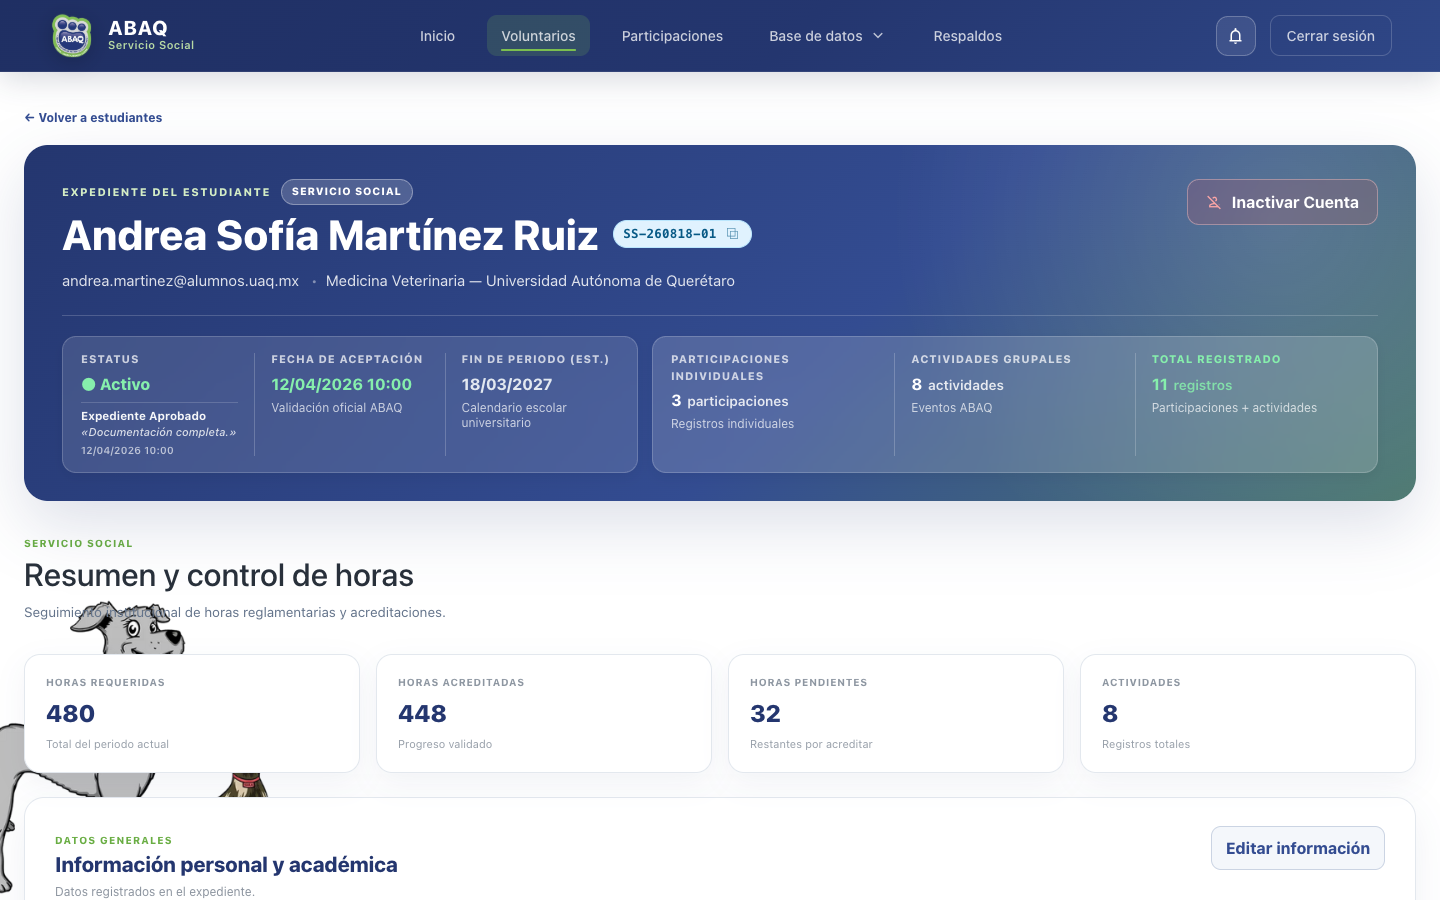 ABAQ
Servicio Social
ABAQ
Inicio
Voluntarios
Participaciones
Base de datos
Respaldos
Cerrar sesión
← Volver a estudiantes
EXPEDIENTE DEL ESTUDIANTE
SERVICIO SOCIAL
Inactivar Cuenta
Andrea Sofía Martínez Ruiz
SS-260818-01
andrea.martinez@alumnos.uaq.mx • Medicina Veterinaria — Universidad Autónoma de Querétaro
ESTATUS
Activo
Expediente Aprobado
«Documentación completa.»
12/04/2026 10:00
FECHA DE ACEPTACIÓN
12/04/2026 10:00
Validación oficial ABAQ
FIN DE PERIODO (EST.)
18/03/2027
Calendario escolar
universitario
PARTICIPACIONES
INDIVIDUALES
3 participaciones
Registros individuales
ACTIVIDADES GRUPALES
8 actividades
Eventos ABAQ
TOTAL REGISTRADO
11 registros
Participaciones + actividades
SERVICIO SOCIAL
Resumen y control de horas
Seguimiento institucional de horas reglamentarias y acreditaciones.
HORAS REQUERIDAS
480
Total del periodo actual
HORAS ACREDITADAS
448
Progreso validado
HORAS PENDIENTES
32
Restantes por acreditar
ACTIVIDADES
8
Registros totales
DATOS GENERALES
Información personal y académica
Datos registrados en el expediente.
Editar información